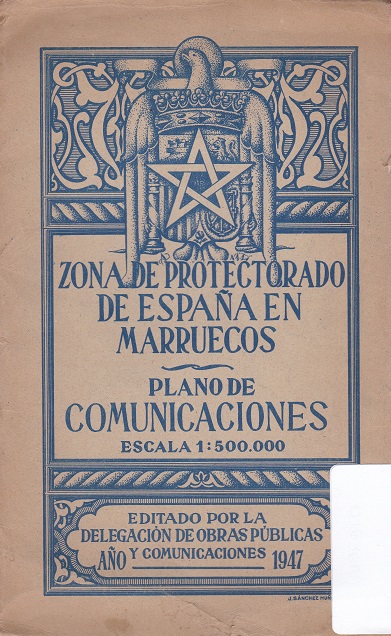 ZONA DE PROTECTORADO
DE ESPAÑA EN
MARRUECOS
PLANO DE
COMUNICACIONES
ESCALA 1:500.000
EDITADO POR LA
DELEGACIÓN DE OBRAS PÚBLICAS
AÑO Y COMUNICACIONES 1947
J. SÁNCHEZ